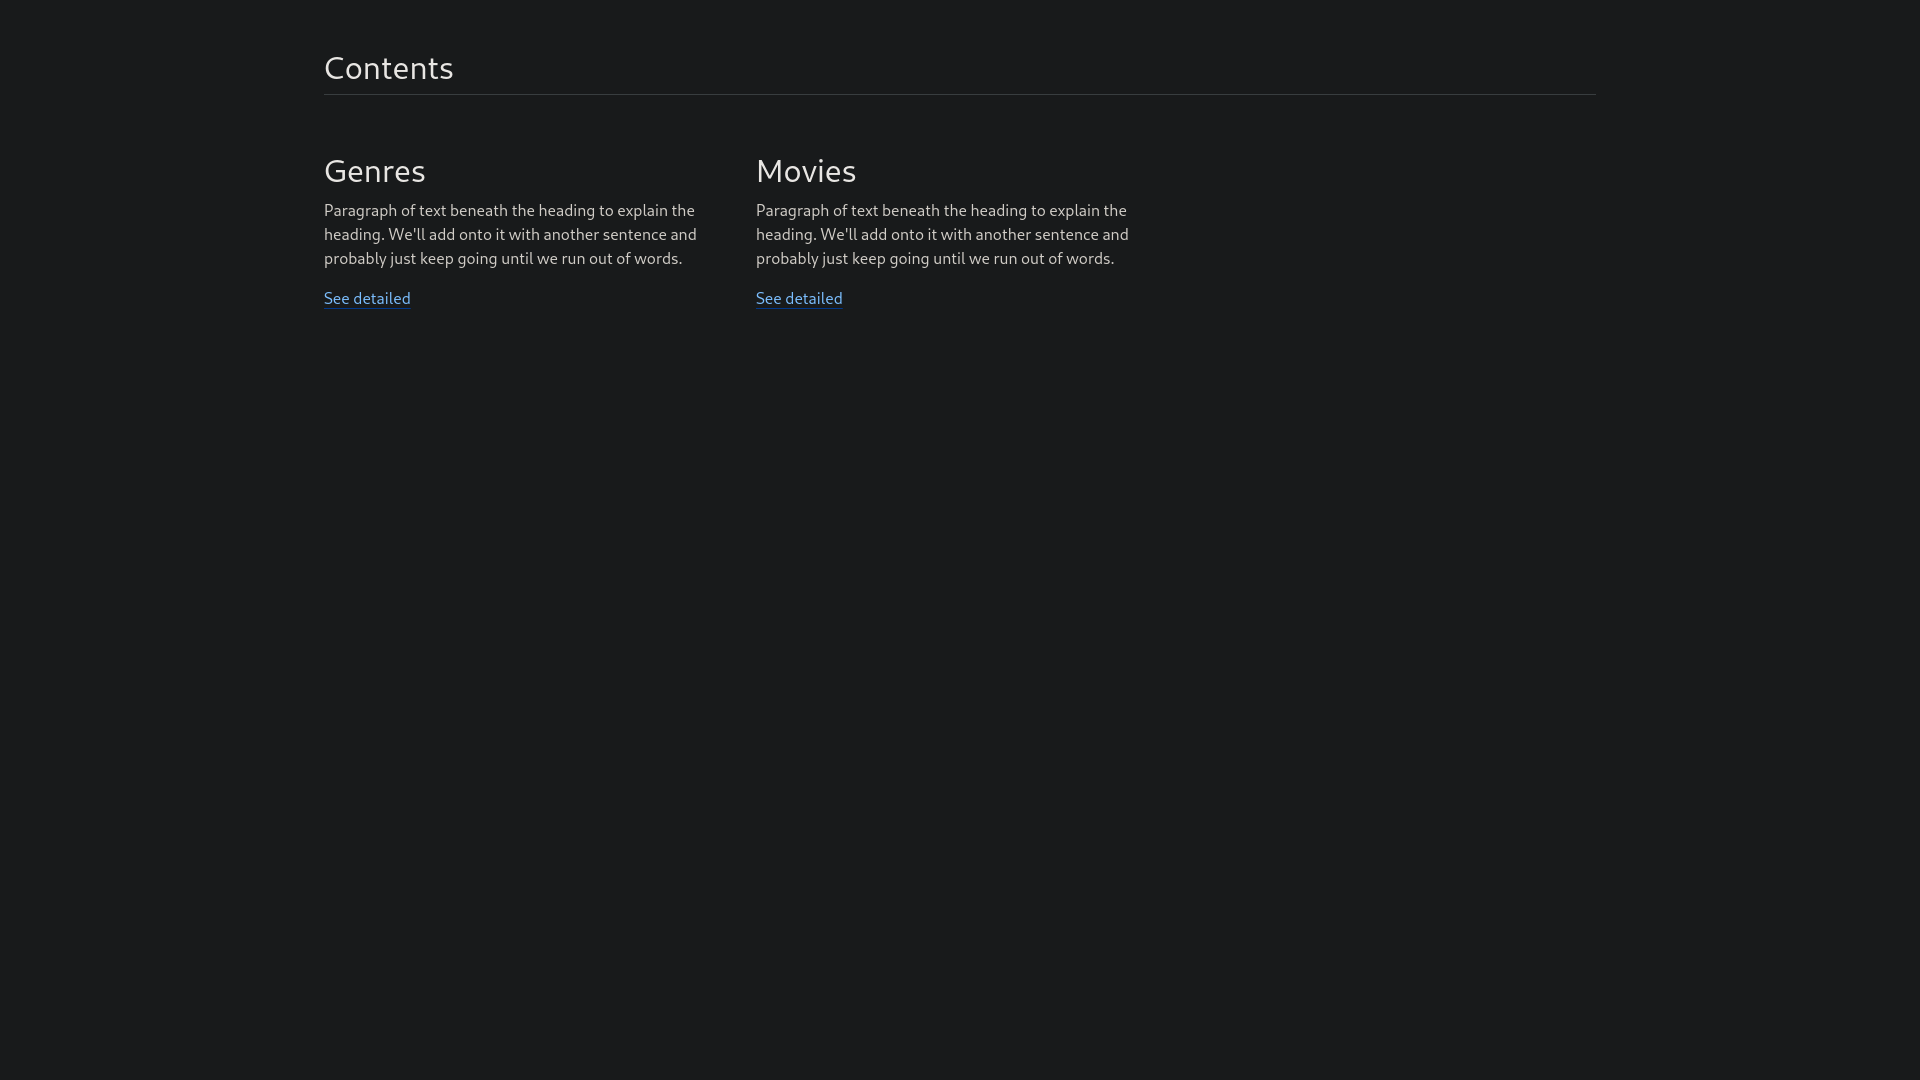 Contents
Genres
Paragraph of text beneath the heading to explain the
heading. We'll add onto it with another sentence and
probably just keep going until we run out of words.
See detailed
Movies
Paragraph of text beneath the heading to explain the
heading. We'll add onto it with another sentence and
probably just keep going until we run out of words.
See detailed